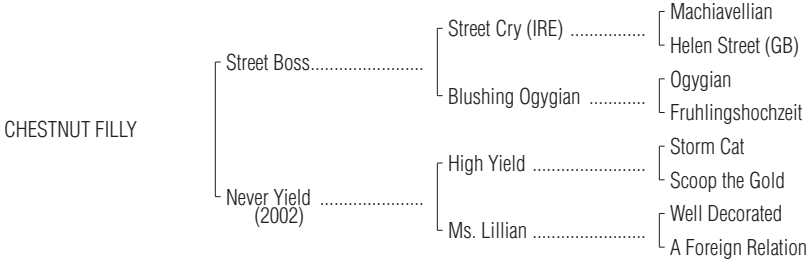 Machiavellian
Street Cry (IRE) ................
Helen Street (GB)
Street Boss........................
Ogygian
Blushing Ogygian ............
Fruhlingshochzeit
CHESTNUT FILLY
Storm Cat
High Yield ........................
Scoop the Gold
Never Yield ......................
(2002)
Well Decorated
Ms. Lillian ........................
A Foreign Relation